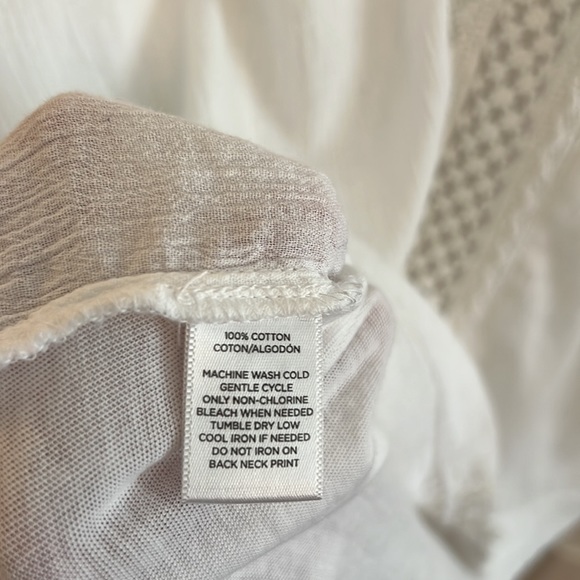 100% COTTON
COTON/ALGODÓN
MACHINE WASH COLD
GENTLE CYCLE
ONLY NON-CHLORINE
BLEACH WHEN NEEDED
TUMBLE DRY LOW
COOL IRON IF NEEDED
DO NOT IRON ON
BACK NECK PRINT